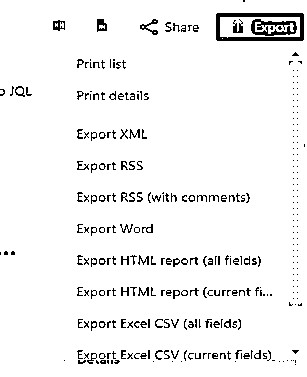 Share Export
Print list
Print details
o JQL
Export XML
Export RSS
Export RSS (with comments)
Export Word
...
Export HTML report (all fields)
Export HTML report (current fi...
Export Excel CSV (all fields)
Export Excel CSV (current fields)
Details